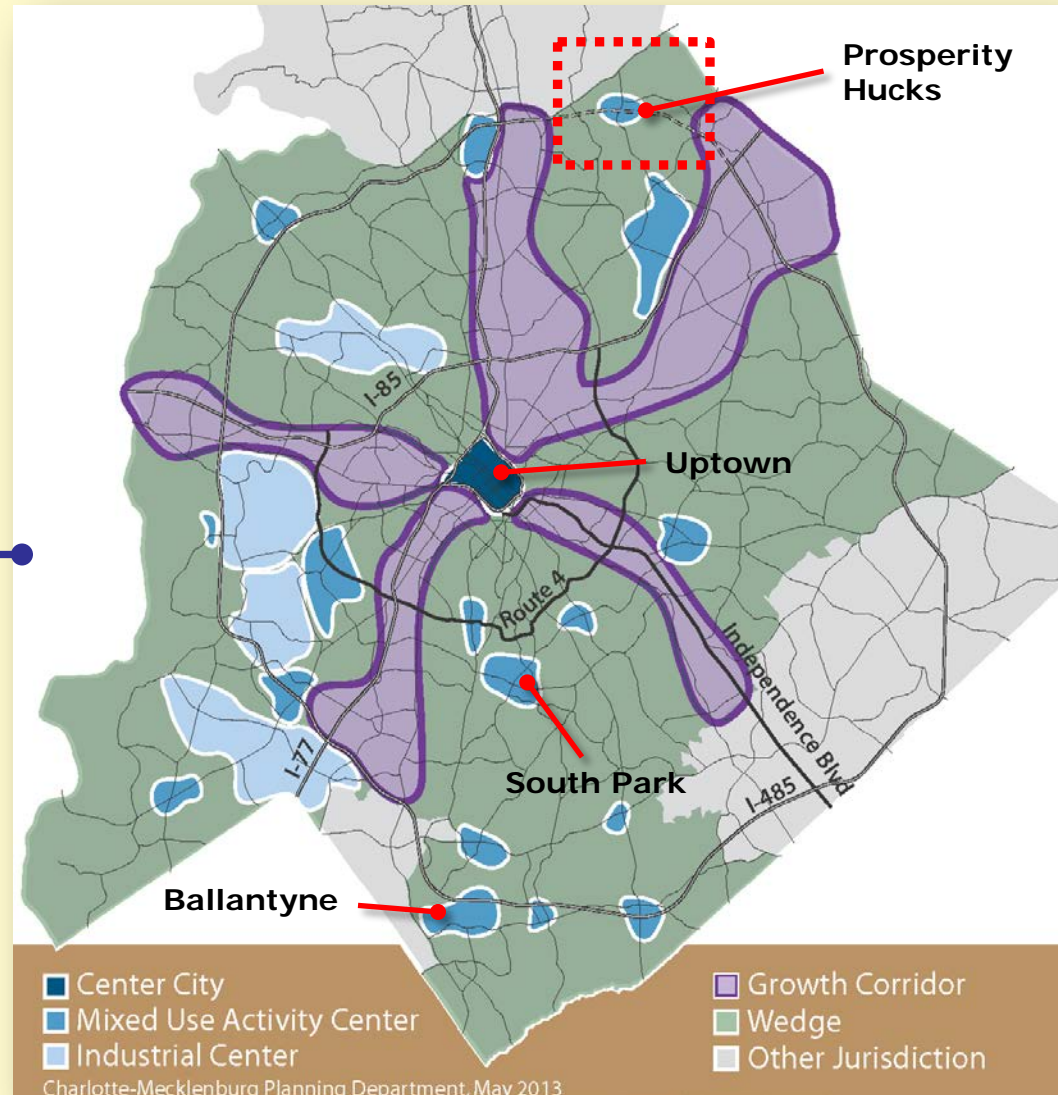 Prosperity
Hucks
I-85
Uptown
Route 4
Independence Blvd
South Park
I-77
I-485
Ballantyne
Center City
Mixed Use Activity Center
Industrial Center
Growth Corridor
Wedge
Other Jurisdiction
Charlotte-Mecklenburg Planning Department, May 2013